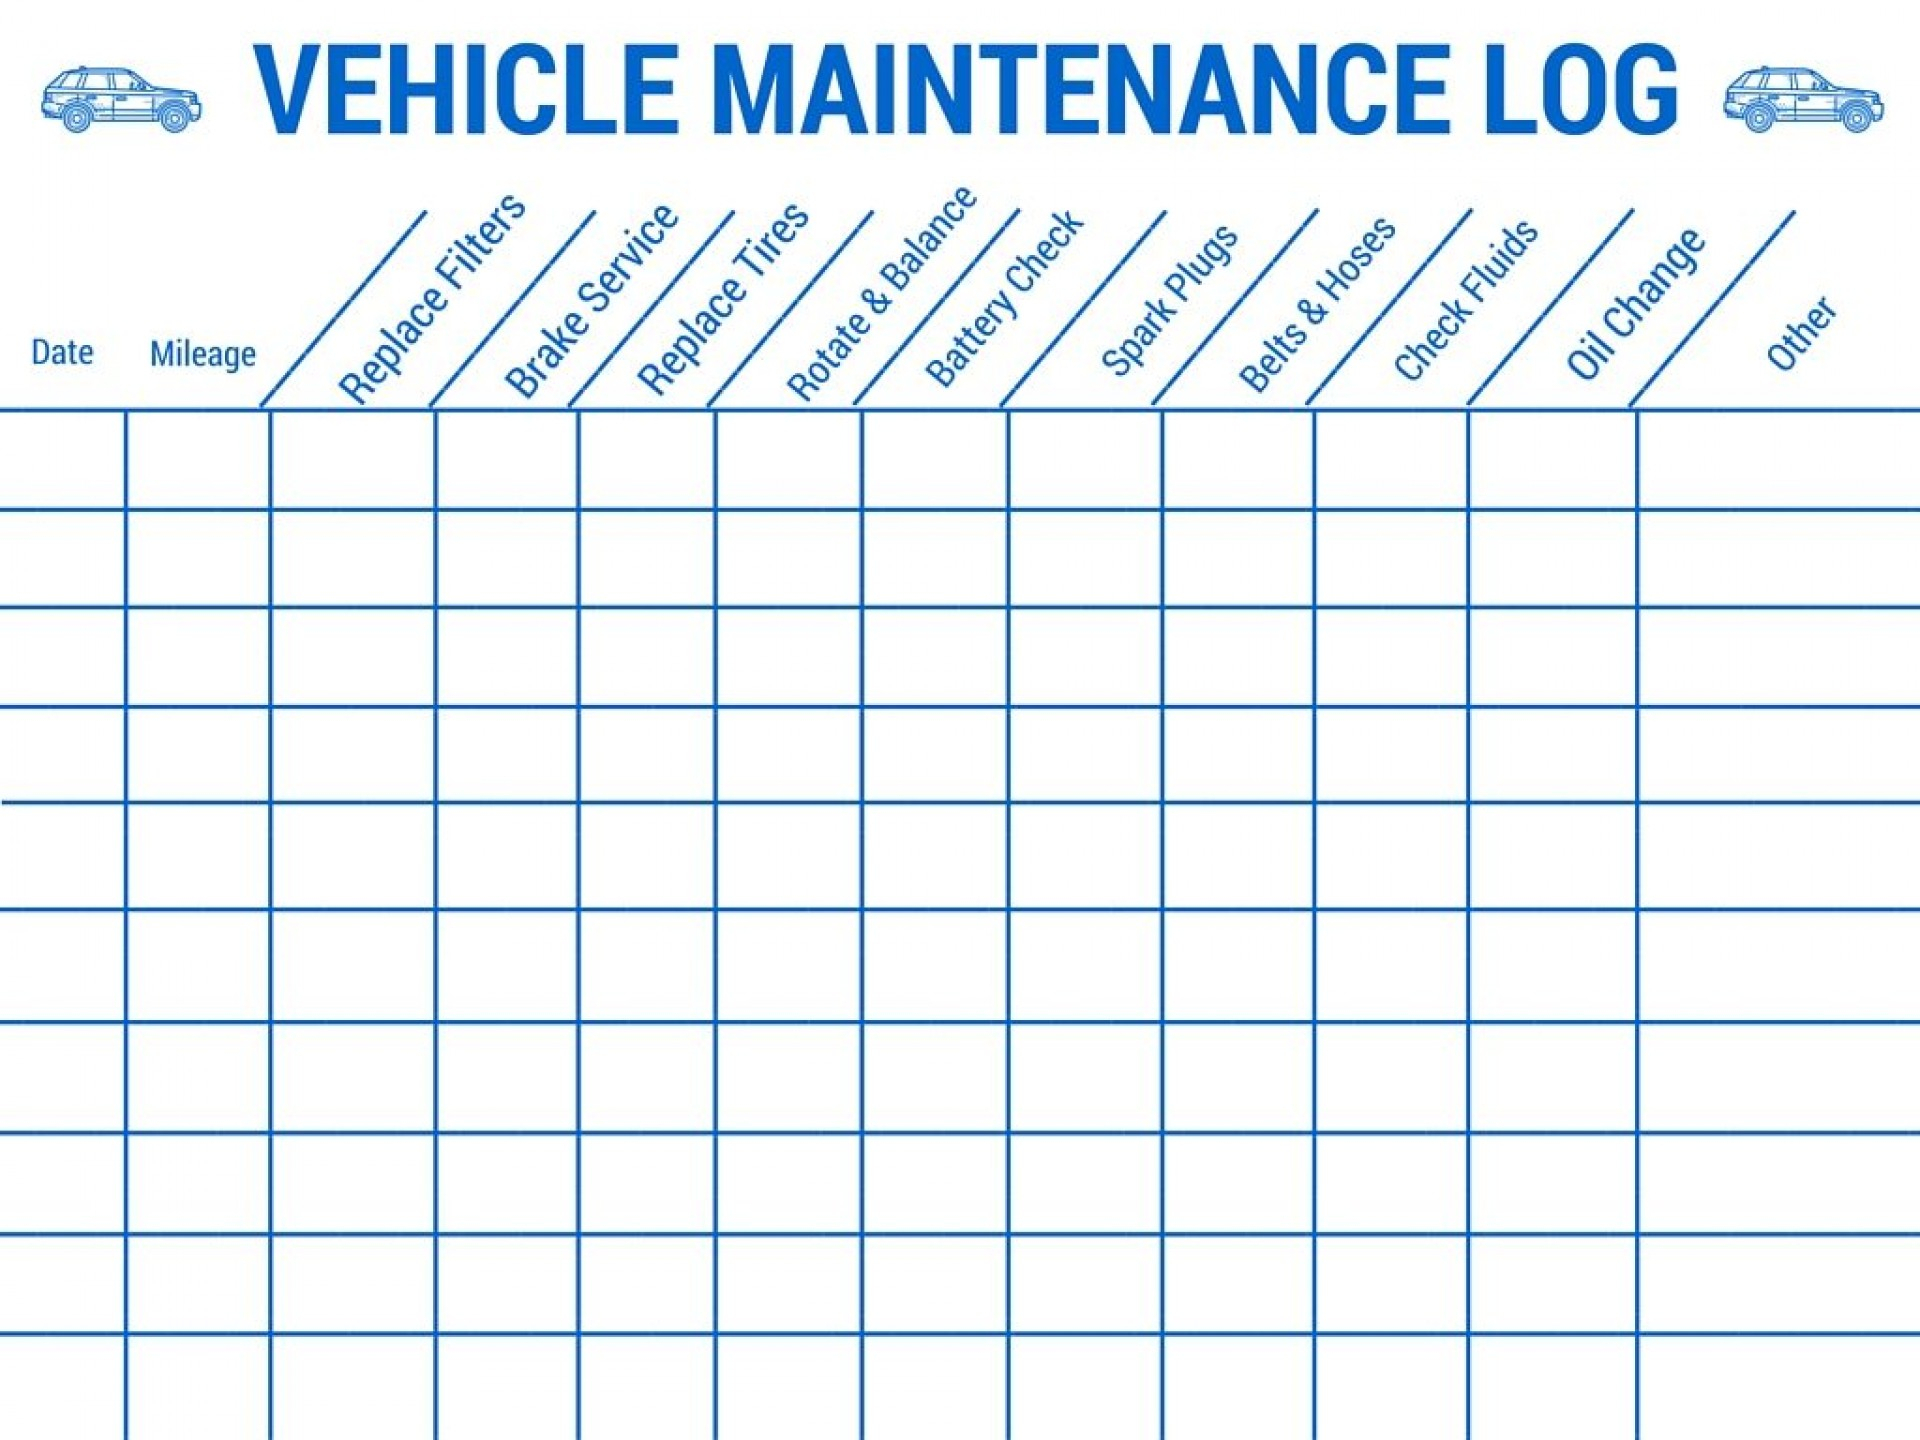 VEHICLE MAINTENANCE LOG
Date
Mileage
Replace Filters
Brake Service
Replace Tires
Rotate & Balance
Battery Check
Spark Plugs
Belts & Hoses
Check Fluids
Oil Change
Other